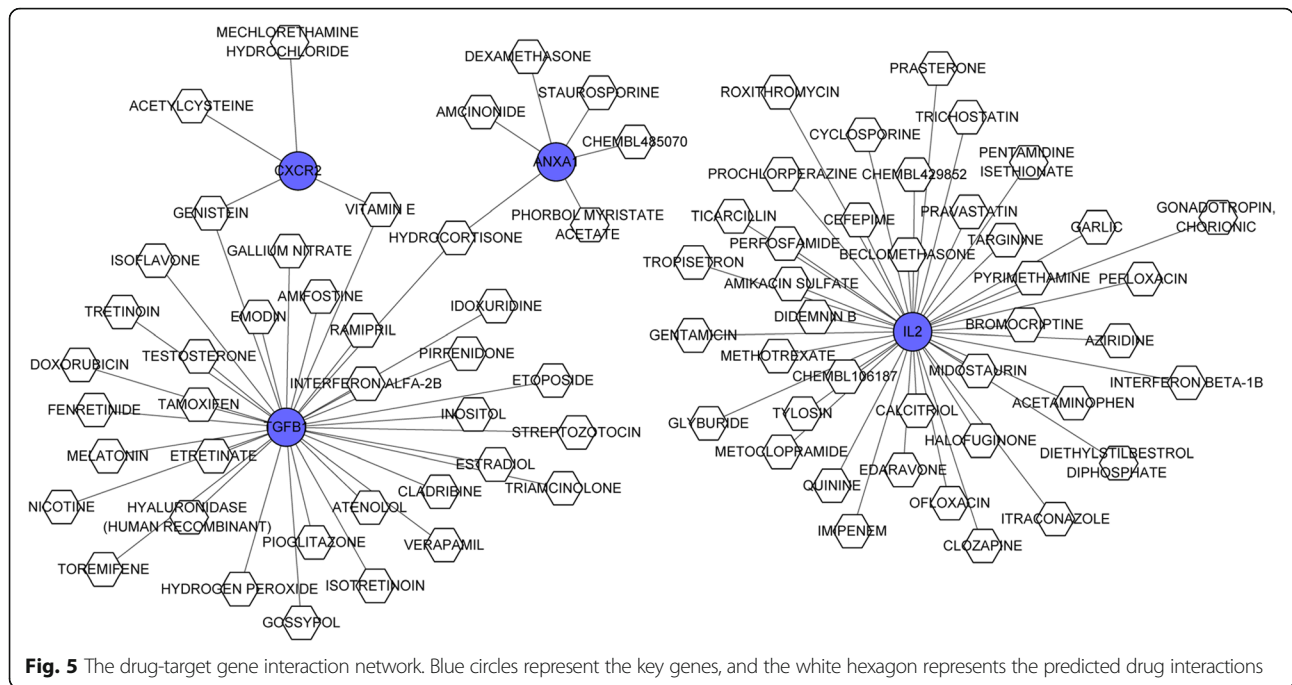 MECHLORETHAMINE
HYDROCHLORIDE
ACETYLCYSTEINE
CXCR2
GENISTEIN
VITAMIN E
DEXAMETHASONE
STAUROSPORINE
AMCINONIDE
CHEMBL485070
ANXA1
PHORBOL MYRISTATE
ACETATE
HYDROCORTISONE
GALLIUM NITRATE
ISOFLAVONE
AMIFOSTINE
EMODIN
TRETINOIN
RAMIPRIL
IDOXURIDINE
TESTOSTERONE
PIRFENIDONE
DOXORUBICIN
INTERFERON ALFA-2B
ETOPOSIDE
TAMOXIFEN
FENRETINIDE
INOSITOL
TGFB1
STREPTOZOTOCIN
MELATONIN
ETRETINATE
ESTRADIOL
TRIAMCINOLONE
CLADRIBINE
NICOTINE
HYALURONIDASE
(HUMAN RECOMBINANT)
ATENOLOL
PIOGLITAZONE
VERAPAMIL
TOREMIFENE
HYDROGEN PEROXIDE
ISOTRETINOIN
GOSSYPOL
PRASTERONE
ROXITHROMYCIN
TRICHOSTATIN
CYCLOSPORINE
PENTAMIDINE
ISETHIONATE
PROCHLORPERAZINE
CHEMBL429852
TICARCILLIN
CEFEPIME
PRAVASTATIN
GONADOTROPIN,
CHORIONIC
GARLIC
PERFOSFAMIDE
TARGININE
BECLOMETHASONE
TROPISETRON
AMIKACIN SULFATE
PYRIMETHAMINE
PERLOXACIN
DIDEMNIN B
BROMOCRIPTINE
GENTAMICIN
IL2
AZIRIDINE
METHOTREXATE
CHEMBL106187
MIDOSTAURIN
INTERFERON BETA-1B
ACETAMINOPHEN
GLYBURIDE
TYLOSIN
CALCITRIOL
METOGLOPRAMIDE
HALOFUGINONE
DIETHYLSTILBESTROL
DIPHOSPHATE
EDARAVONE
QUININE
OFLOXACIN
ITRACONAZOLE
IMIPENEM
CLOZAPINE
Fig. 5 The drug-target gene interaction network. Blue circles represent the key genes, and the white hexagon represents the predicted drug interactions